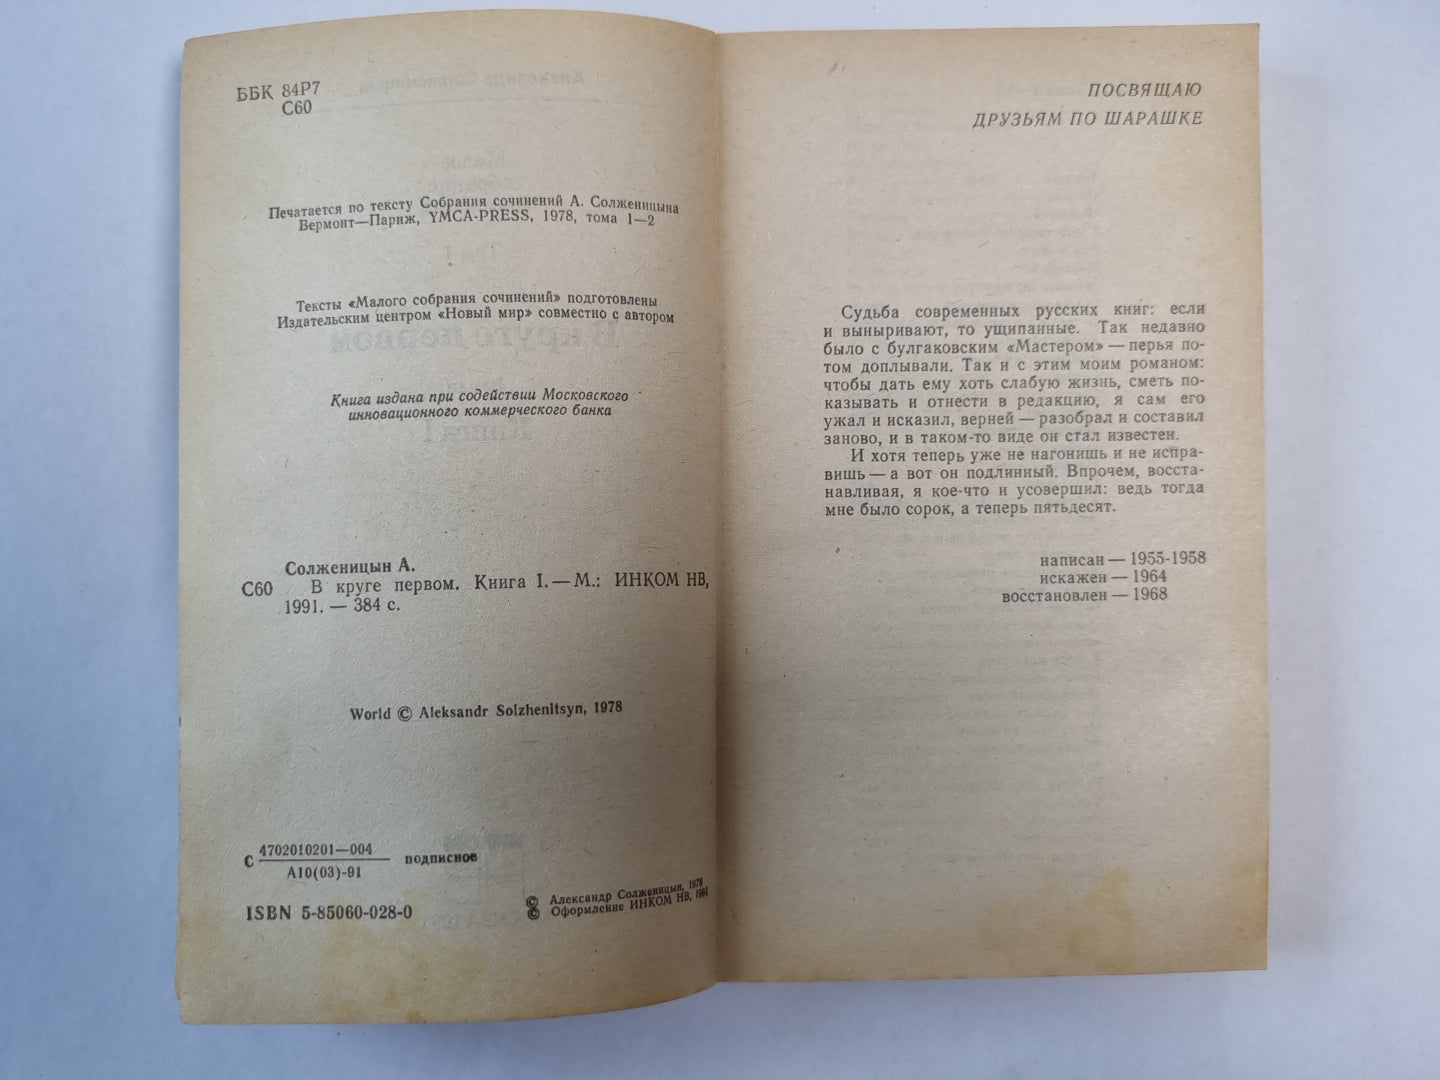 ББК 84Р7
С60
Печатается по тексту Собрания сочинений А. Солженицына
Вермонт—Париж, YMCA-PRESS, 1978, тома 1—2
Тексты «Малого собрания сочинений» подготовлены
Издательским центром «Новый мир» совместно с автором
Книга издана при содействии Московского
инновационного коммерческого банка
Солженицын А.
С60 В круге первом. Книга I. — М.: ИНКОМ НВ,
1991. — 384 с.
World © Aleksandr Solzhenitsyn, 1978
С 4702010201—004 подписное
А10(03)-91
ISBN 5-85060-028-0
© Александр Солженицын, 1978
© Оформление ИНКОМ НВ, 1991
ПОСВЯЩАЮ
ДРУЗЬЯМ ПО ШАРАШКЕ
Судьба современных русских книг: если
и выныривают, то ущипанные. Так недавно
было с булгаковским «Мастером» — перья по-
том доплывали. Так и с этим моим романом:
чтобы дать ему хоть слабую жизнь, сметь по-
казывать и отнести в редакцию, я сам его
ужал и исказил, верней — разобрал и составил
заново, и в таком-то виде он стал известен.
И хотя теперь уже не нагонишь и не испра-
вишь — а вот он подлинный. Впрочем, восста-
навливая, я кое-что и усовершил: ведь тогда
мне было сорок, а теперь пятьдесят.
написан — 1955-1958
искажен — 1964
восстановлен — 1968